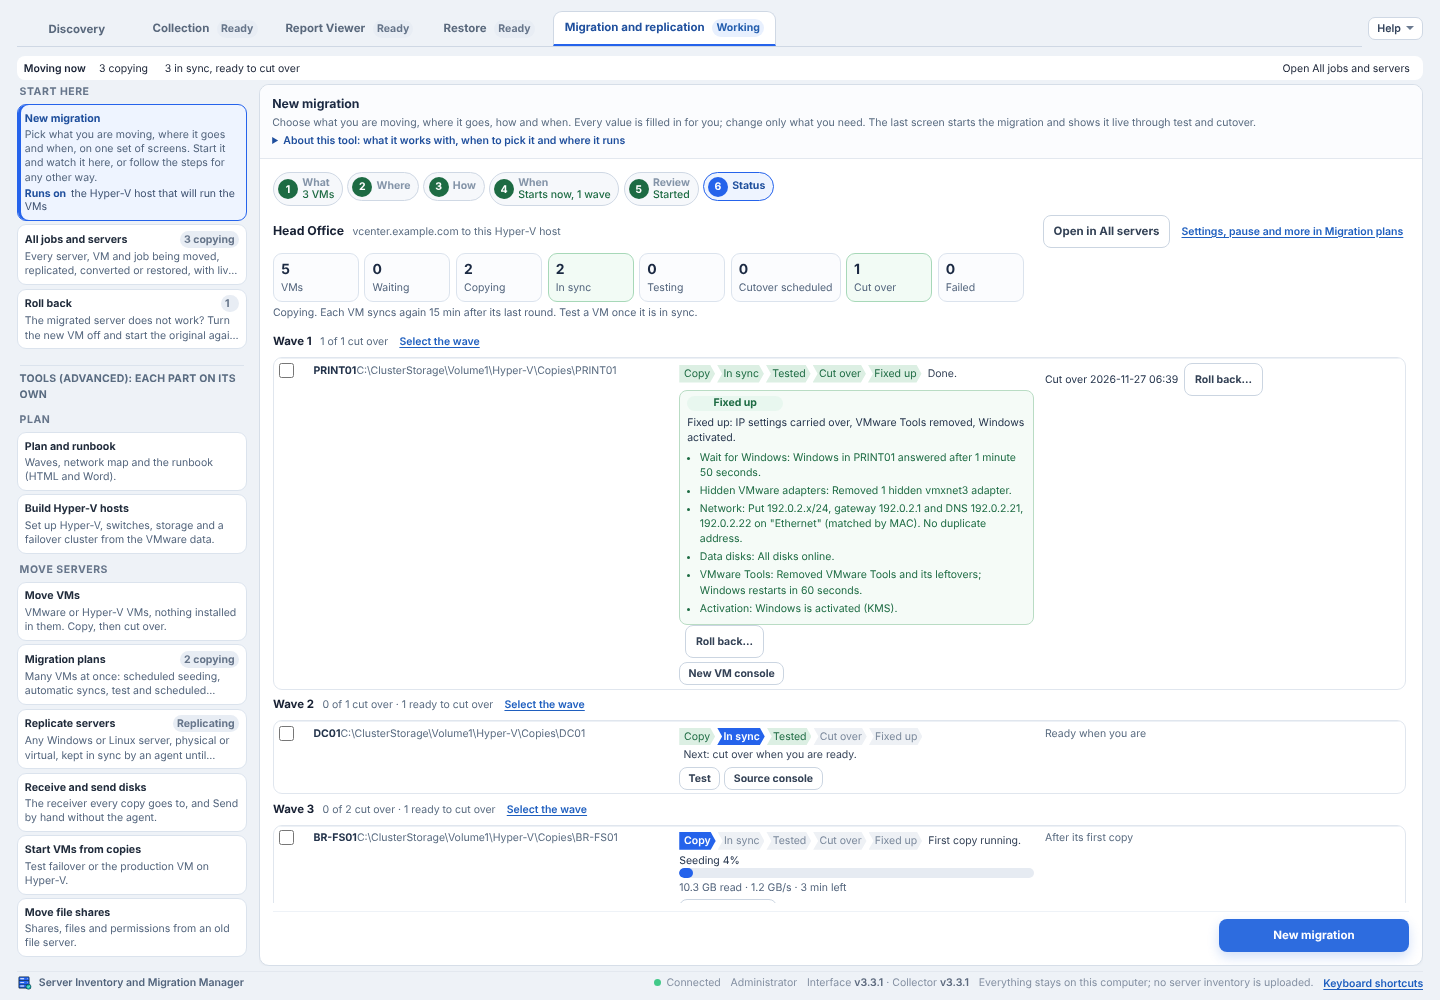 Discovery
Collection Ready
Report Viewer Ready
Restore Ready
Migration and replication Working
Help
Moving now 3 copying 3 in sync, ready to cut over
Open All jobs and servers
START HERE
New migration
Pick what you are moving, where it goes
and when, on one set of screens. Start it
and watch it here, or follow the steps for
any other way.
Runs on the Hyper-V host that will run the
VMs
All jobs and servers 3 copying
Every server, VM and job being moved,
replicated, converted or restored, with liv...
Roll back 1
The migrated server does not work? Turn
the new VM off and start the original agai...
TOOLS (ADVANCED): EACH PART ON ITS
OWN
PLAN
Plan and runbook
Waves, network map and the runbook
(HTML and Word).
Build Hyper-V hosts
Set up Hyper-V, switches, storage and a
failover cluster from the VMware data.
MOVE SERVERS
Move VMs
VMware or Hyper-V VMs, nothing installed
in them. Copy, then cut over.
Migration plans 2 copying
Many VMs at once: scheduled seeding,
automatic syncs, test and scheduled...
Replicate servers Replicating
Any Windows or Linux server, physical or
virtual, kept in sync by an agent until...
Receive and send disks
The receiver every copy goes to, and Send
by hand without the agent.
Start VMs from copies
Test failover or the production VM on
Hyper-V.
Move file shares
Shares, files and permissions from an old
file server.
New migration
Choose what you are moving, where it goes, how and when. Every value is filled in for you; change only what you need. The last screen starts the migration and shows it live through test and cutover.
About this tool: what it works with, when to pick it and where it runs
1 What 3 VMs
2 Where
3 How
4 When Starts now, 1 wave
5 Review Started
6 Status
Head Office vcenter.example.com to this Hyper-V host
Open in All servers
Settings, pause and more in Migration plans
5 VMs
0 Waiting
2 Copying
2 In sync
0 Testing
0 Cutover scheduled
1 Cut over
0 Failed
Copying. Each VM syncs again 15 min after its last round. Test a VM once it is in sync.
Wave 1 1 of 1 cut over Select the wave
PRINT01C:\ClusterStorage\Volume1\Hyper-V\Copies\PRINT01
Copy In sync Tested Cut over Fixed up Done.
Cut over 2026-11-27 06:39 Roll back...
Fixed up
Fixed up: IP settings carried over, VMware Tools removed, Windows
activated.
• Wait for Windows: Windows in PRINT01 answered after 1 minute
50 seconds.
• Hidden VMware adapters: Removed 1 hidden vmxnet3 adapter.
• Network: Put 192.0.2.x/24, gateway 192.0.2.1 and DNS 192.0.2.21,
192.0.2.22 on "Ethernet" (matched by MAC). No duplicate
address.
• Data disks: All disks online.
• VMware Tools: Removed VMware Tools and its leftovers;
Windows restarts in 60 seconds.
• Activation: Windows is activated (KMS).
Roll back...
New VM console
Wave 2 0 of 1 cut over · 1 ready to cut over Select the wave
DC01C:\ClusterStorage\Volume1\Hyper-V\Copies\DC01
Copy In sync Tested Cut over Fixed up
Ready when you are
Next: cut over when you are ready.
Test Source console
Wave 3 0 of 2 cut over · 1 ready to cut over Select the wave
BR-FS01C:\ClusterStorage\Volume1\Hyper-V\Copies\BR-FS01
Copy In sync Tested Cut over Fixed up First copy running.
After its first copy
Seeding 4%
10.3 GB read · 1.2 GB/s · 3 min left
New migration
Server Inventory and Migration Manager
Connected Administrator Interface v3.3.1 · Collector v3.3.1 Everything stays on this computer; no server inventory is uploaded. Keyboard shortcuts